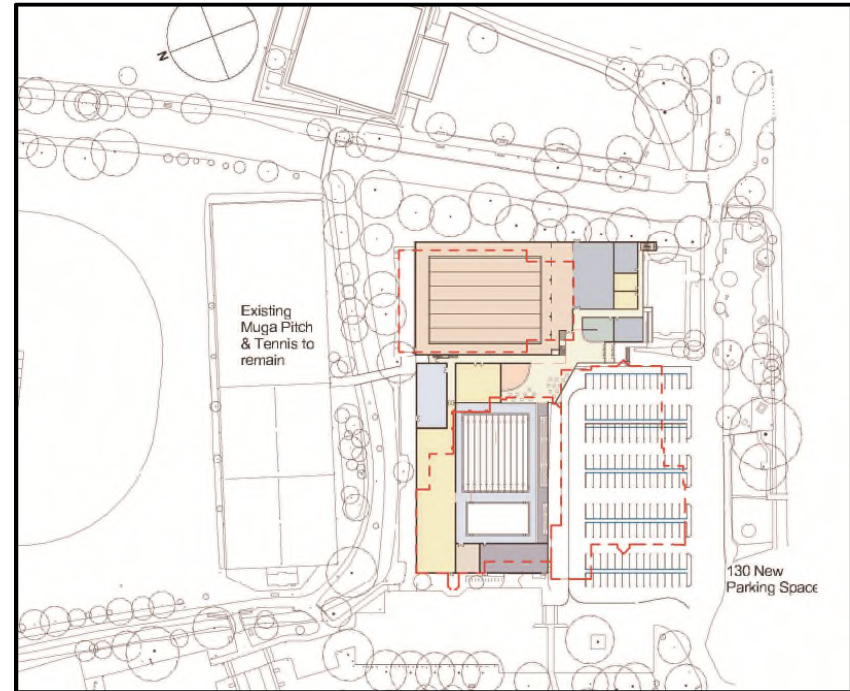 N
Existing
Muga Pitch
& Tennis to
remain
130 New
Parking Space